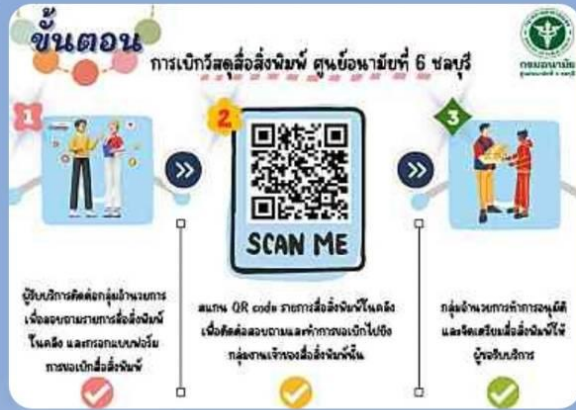 ขั้นตอน
การเบิกวัสดุสื่อสิ่งพิมพ์ ศูนย์อนามัยที่ 6 ชลบุรี
กรมอนามัย
1
2
3
SCAN ME
ผู้รับบริการติดต่อกลุ่มอำนวยการ
เพื่อสอบถามรายการสื่อสิ่งพิมพ์
ในคลัง และกรอกแบบฟอร์ม
การขอเบิกสื่อสิ่งพิมพ์
สแกน QR code รายการสื่อสิ่งพิมพ์ในคลัง
เพื่อติดต่อสอบถามและทำการขอเบิกไปยัง
กลุ่มงานเจ้าของสื่อสิ่งพิมพ์นั้น
กลุ่มอำนวยการทำการอนุมัติ
และจัดเตรียมสื่อสิ่งพิมพ์ให้
ผู้ขอรับบริการ